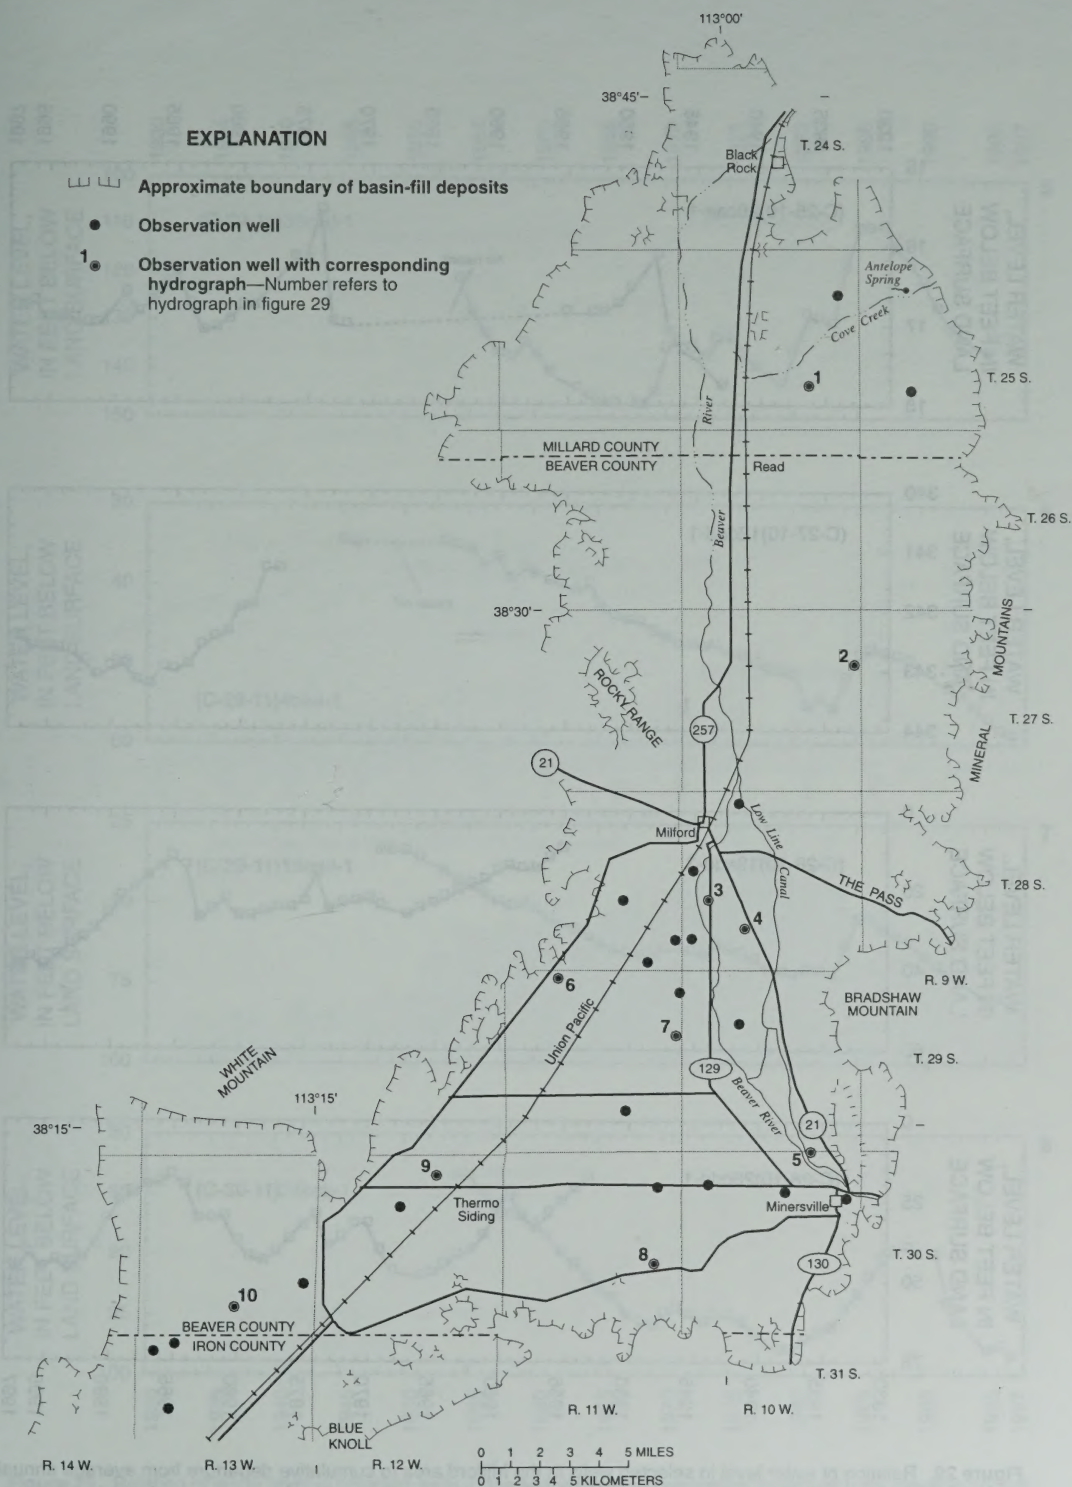 113°00'
38°45'
EXPLANATION
Approximate boundary of basin-fill deposits
Observation well
1
Observation well with corresponding
hydrograph—Number refers to
hydrograph in figure 29
Black
Rock
T. 24 S.
Antelope
Spring
Cove Creek
1
T. 25 S.
River
MILLARD COUNTY
BEAVER COUNTY
Read
Beaver
T. 26 S.
38°30'
MINERAL MOUNTAINS
2
ROCKY RANGE
T. 27 S.
257
21
Milford
Low Line
Canal
THE PASS
T. 28 S.
3
4
R. 9 W.
6
BRADSHAW
MOUNTAIN
Union Pacific
7
T. 29 S.
WHITE
MOUNTAIN
129
Beaver River
113°15'
38°15'
21
5
9
Thermo
Siding
Minersville
T. 30 S.
8
130
10
BEAVER COUNTY
IRON COUNTY
T. 31 S.
R. 11 W.
R. 10 W.
BLUE
KNOLL
R. 14 W.
R. 13 W.
R. 12 W.
0 1 2 3 4 5 MILES
0 1 2 3 4 5 KILOMETERS